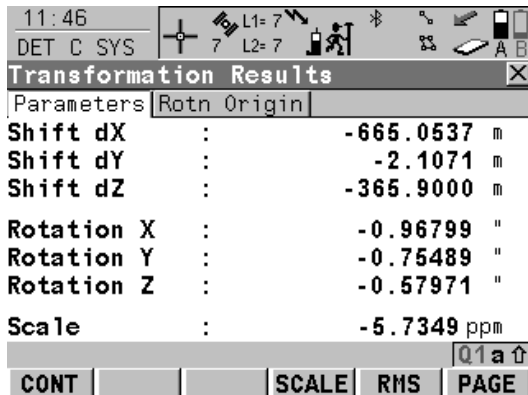 11:46
L1= 7
DET C SYS 7 L2= 7 A B
Transformation Results
Parameters Rotn Origin
Shift dX : -665.0537 m
Shift dY : -2.1071 m
Shift dZ : -365.9000 m
Rotation X : -0.96799 "
Rotation Y : -0.75489 "
Rotation Z : -0.57971 "
Scale : -5.7349 ppm
Q1 a
CONT SCALE RMS PAGE